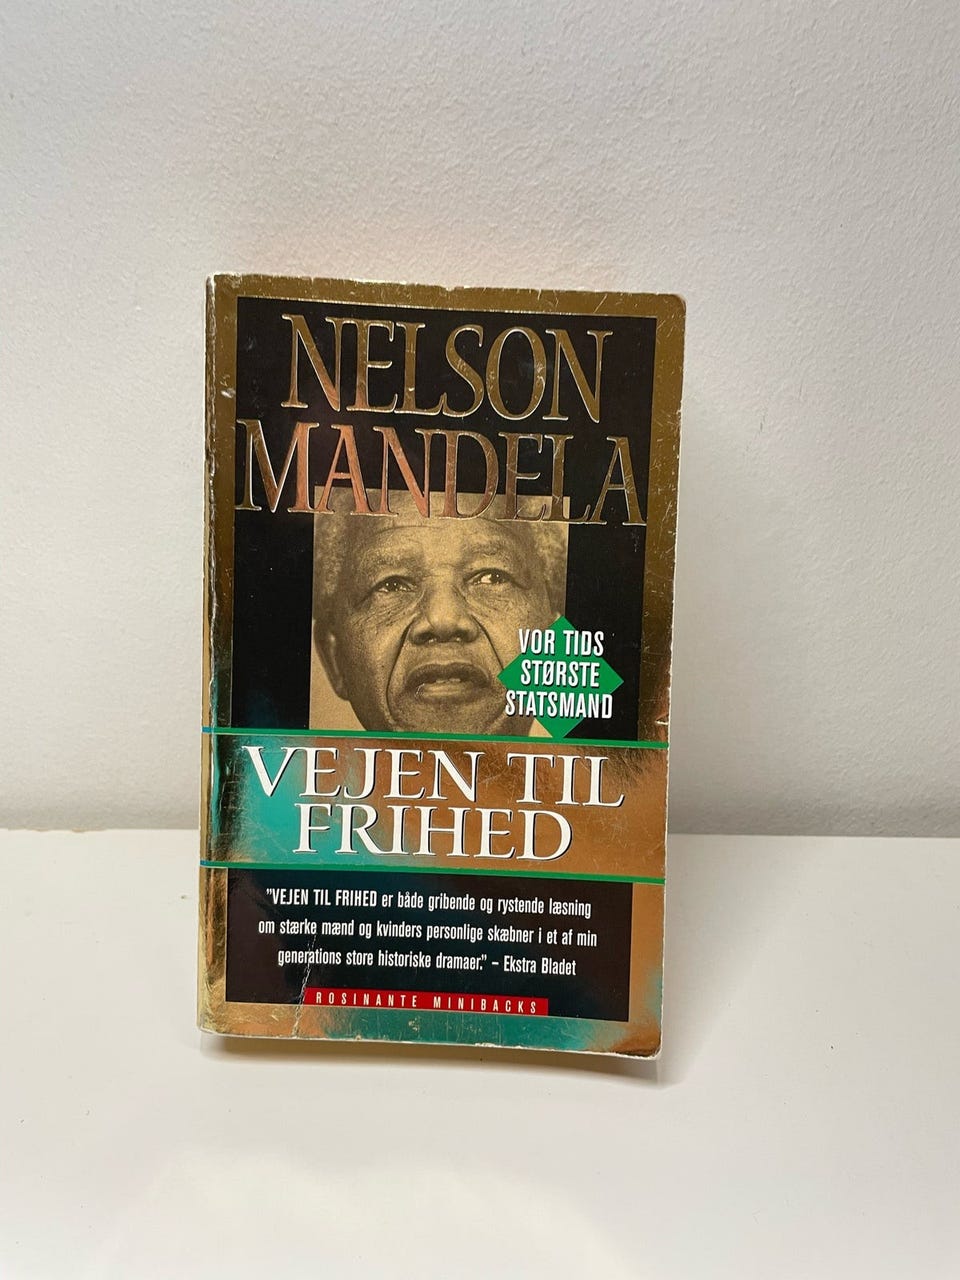 NELSON
MANDELA
VOR TIDS
STØRSTE
STATSMAND
VEJEN TIL
FRIHED
"VEJEN TIL FRIHED er både gribende og rystende læsning
om stærke mænd og kvinders personlige skæbner i et af min
generations store historiske dramaer." – Ekstra Bladet
ROSINANTE MINIBACKS